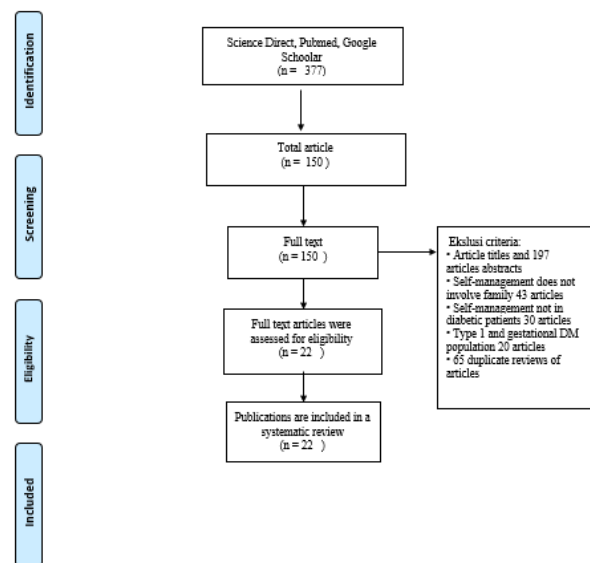 Identification
Science Direct, Pubmed, Google
Schoolar
(n = 377)
Total article
(n = 150 )
Screening
Full text
(n = 150 )
Ekslusi criteria:
• Article titles and 197
articles abstracts
• Self-management does not
involve family 43 articles
• Self-management not in
diabetic patients 30 articles
• Type 1 and gestational DM
population 20 articles
• 65 duplicate reviews of
articles
Eligibility
Full text articles were
assessed for eligibility
(n = 22 )
Publications are included in a
systematic review
(n = 22 )
Included